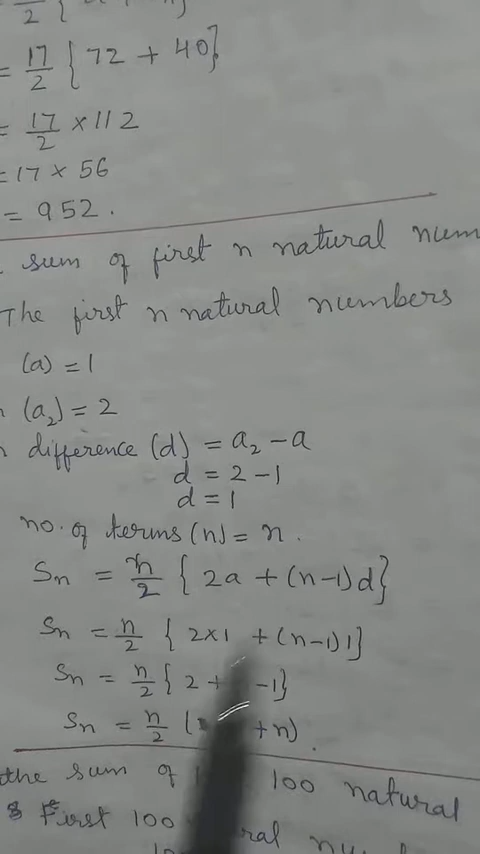 = 17/2 { 72 + 40}
= 17/2 × 112
= 17 × 56
= 952.
sum of first n natural num
The first n natural numbers
(a) = 1
(a₂) = 2
difference (d) = a₂ - a
d = 2 - 1
d = 1
no. of terms (n) = n.
Sn = n/2 { 2a + (n-1)d}
Sn = n/2 { 2×1 + (n-1)1}
Sn = n/2 { 2 + -1}
Sn = n/2 ( + n).
the sum of 100 natural
First 100 ral nu